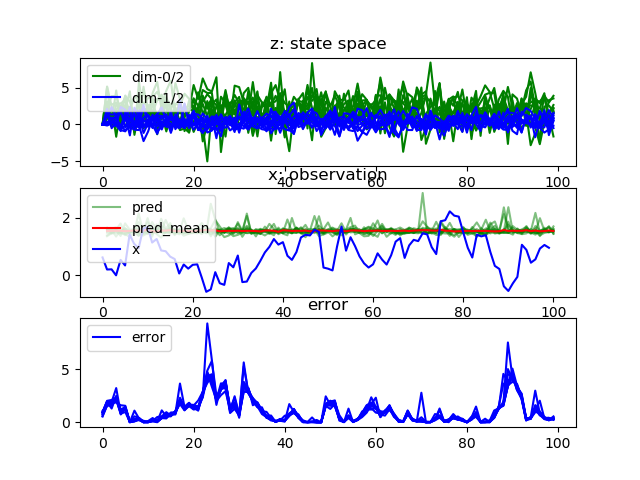 z: state space
dim-0/2
dim-1/2
5
0
−5
0 20 40 60 80 100
x: observation
pred
pred_mean
x
2
0
0 20 40 60 80 100
error
error
5
0
0 20 40 60 80 100